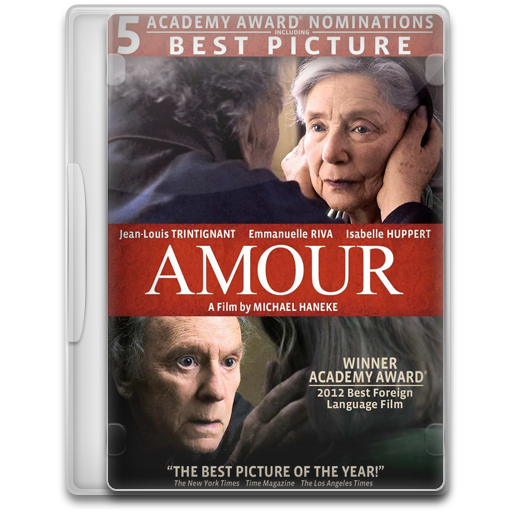 5 ACADEMY AWARD® NOMINATIONS
INCLUDING
BEST PICTURE
Jean-Louis TRINTIGNANT Emmanuelle RIVA Isabelle HUPPERT
AMOUR
A Film by MICHAEL HANEKE
WINNER
ACADEMY AWARD®
2012 Best Foreign
Language Film
“THE BEST PICTURE OF THE YEAR!”
The New York Times Time Magazine The Los Angeles Times